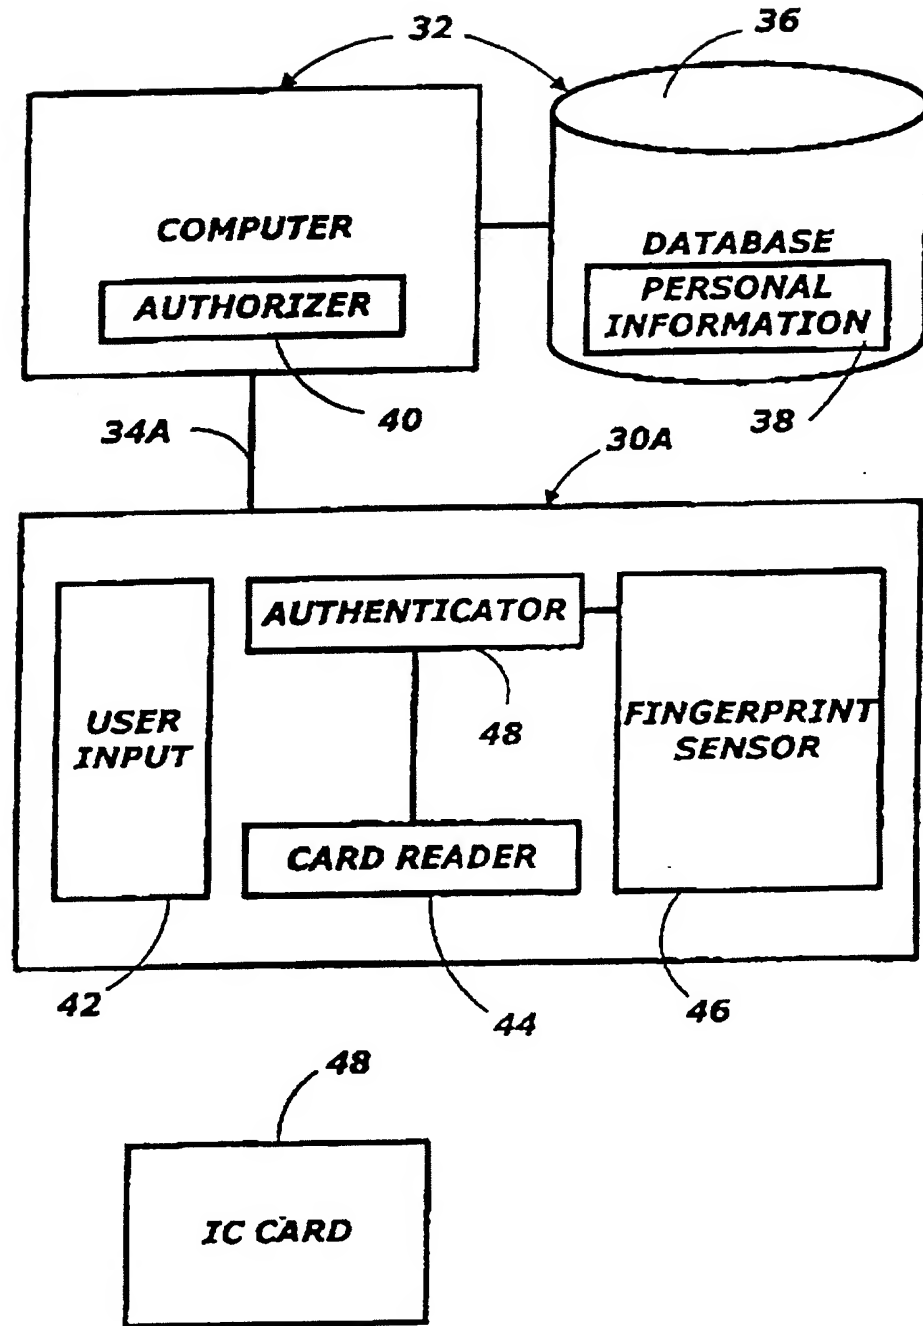 32
36
COMPUTER
AUTHORIZER
DATABASE
PERSONAL
INFORMATION
34A
40
30A
38
USER
INPUT
AUTHENTICATOR
48
FINGERPRINT
SENSOR
CARD READER
42
44
46
48
IC CARD